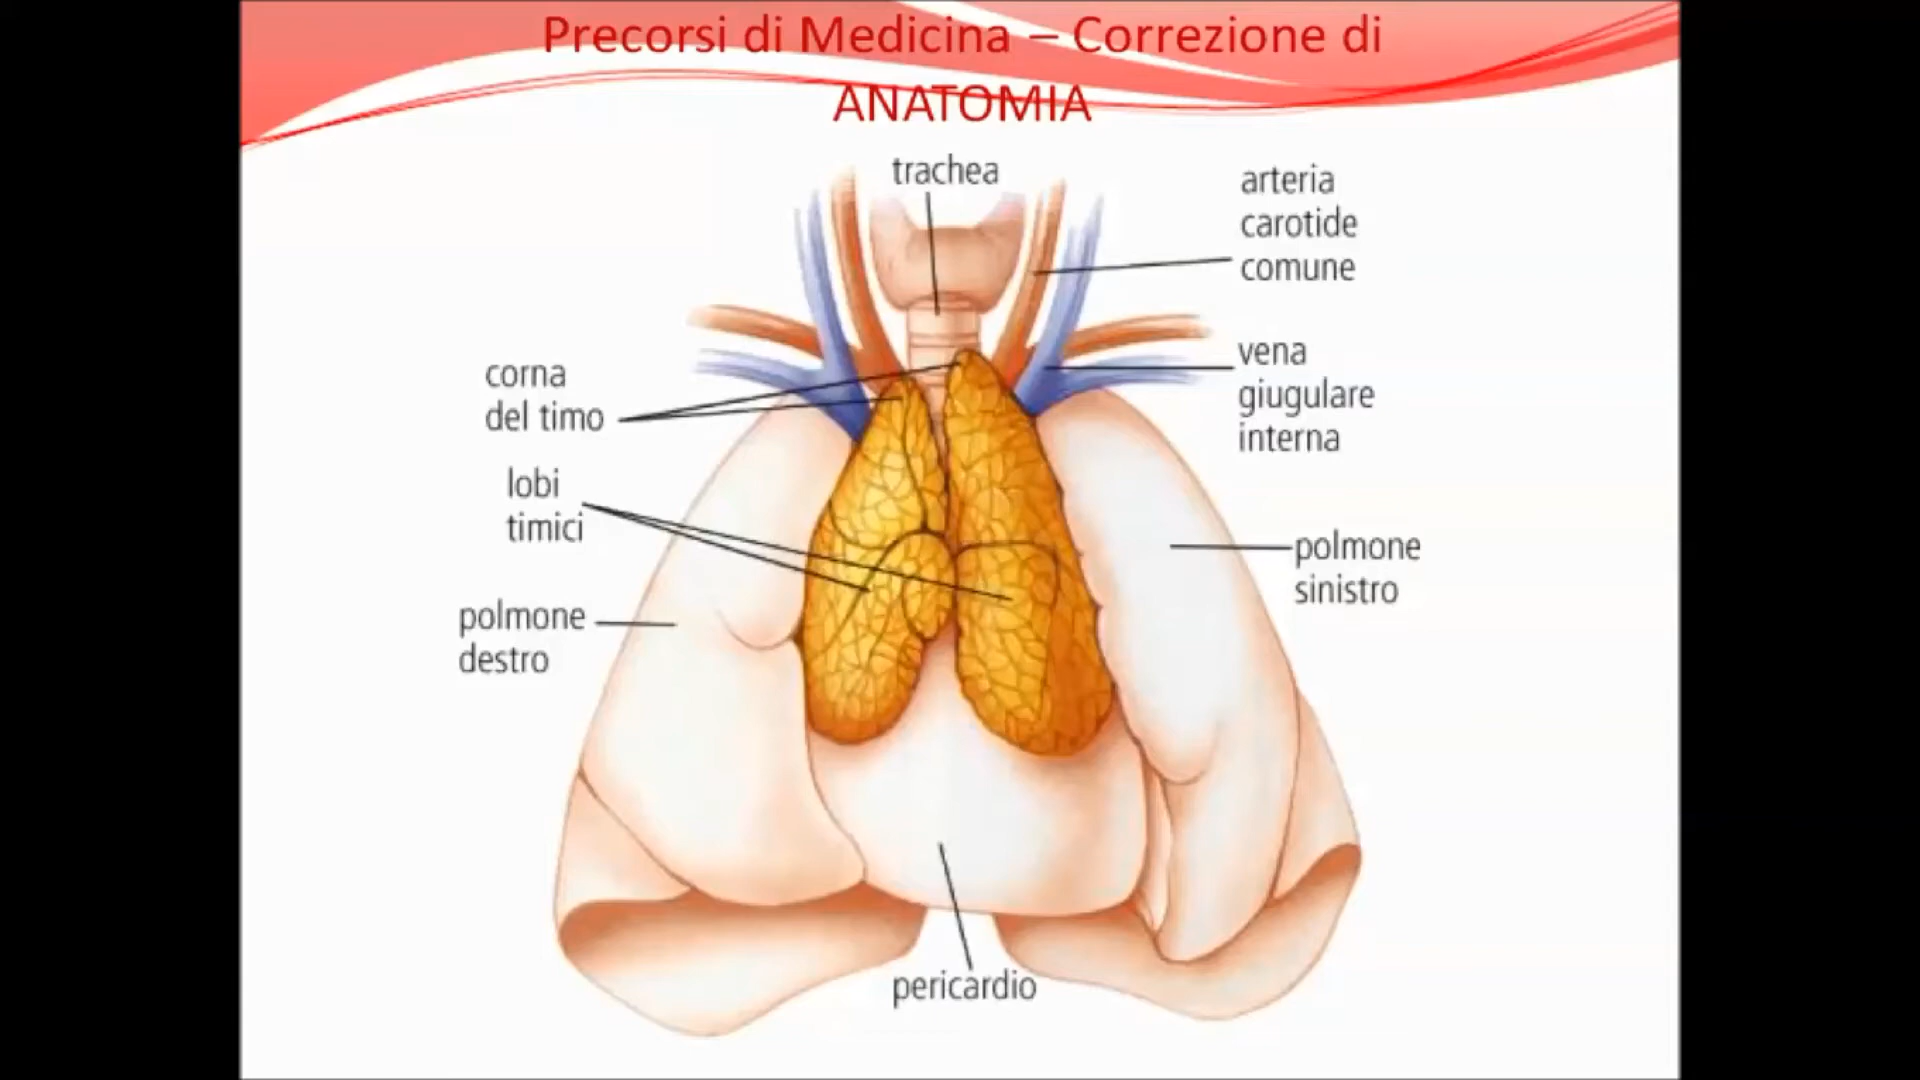 Precorsi di Medicina – Correzione di
ANATOMIA
trachea
arteria
carotide
comune
vena
giugulare
interna
corna
del timo
lobi
timici
polmone
sinistro
polmone
destro
pericardio